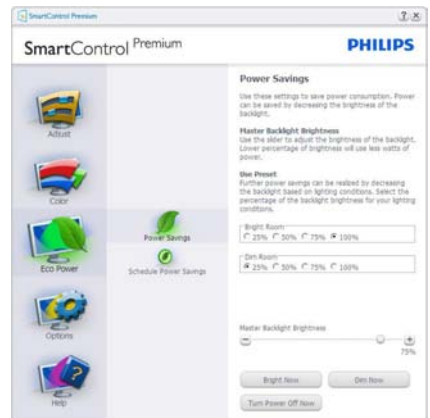 SmartControl Premium
SmartControl Premium
PHILIPS
Adjust
Color
Eco Power
Options
Help
Power Savings
Schedule Power Savings
Power Savings
Use these settings to save power consumption. Power
can be saved by decreasing the brightness of the
backlight.
Master Backlight Brightness
Use the slider to adjust the brightness of the backlight.
Lower percentage of brightness will use less watts of
power.
Use Preset
Further power savings can be realized by decreasing
the backlight based on lighting conditions. Select the
percentage of the backlight brightness for your lighting
conditions.
Bright Room
25% 50% 75% 100%
Dim Room
25% 50% 75% 100%
Master Backlight Brightness
75%
Bright Now
Dim Now
Turn Power Off Now